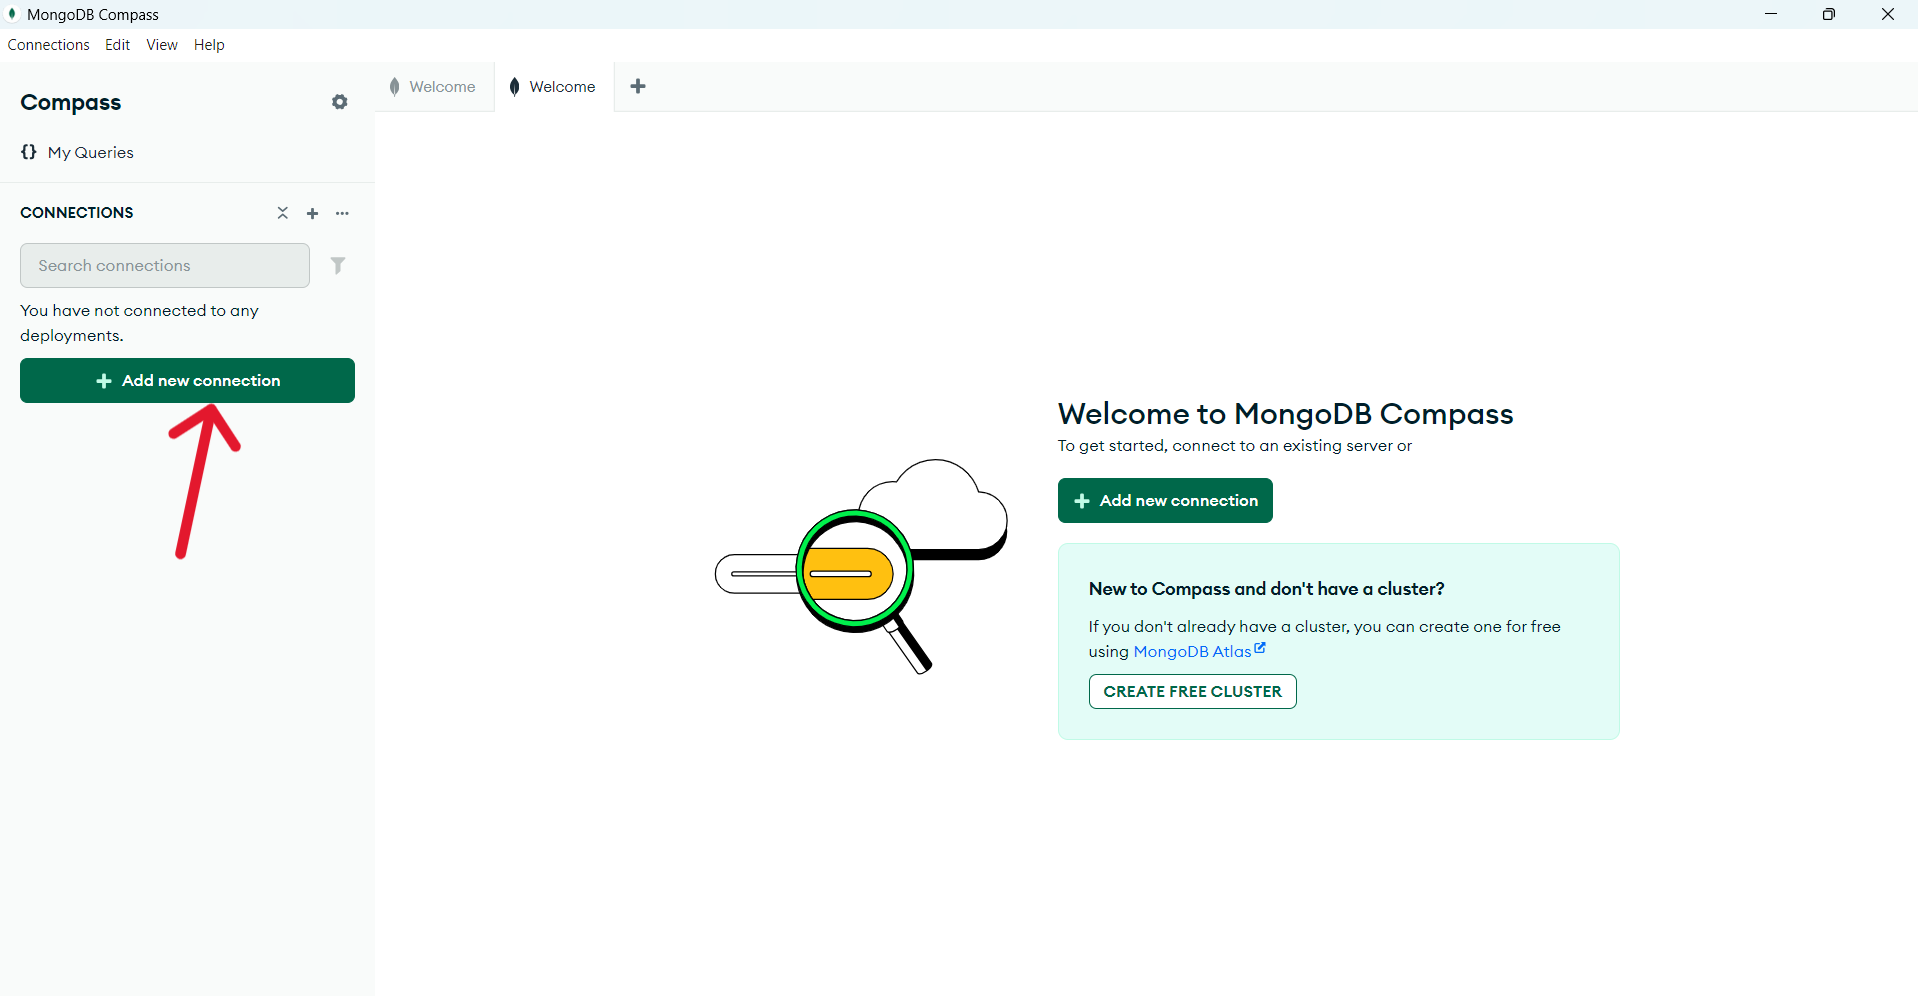 MongoDB Compass
Connections Edit View Help
Compass
Welcome
Welcome
{} My Queries
CONNECTIONS
Search connections
You have not connected to any
deployments.
+ Add new connection
Welcome to MongoDB Compass
To get started, connect to an existing server or
+ Add new connection
New to Compass and don't have a cluster?
If you don't already have a cluster, you can create one for free
using MongoDB Atlas
CREATE FREE CLUSTER